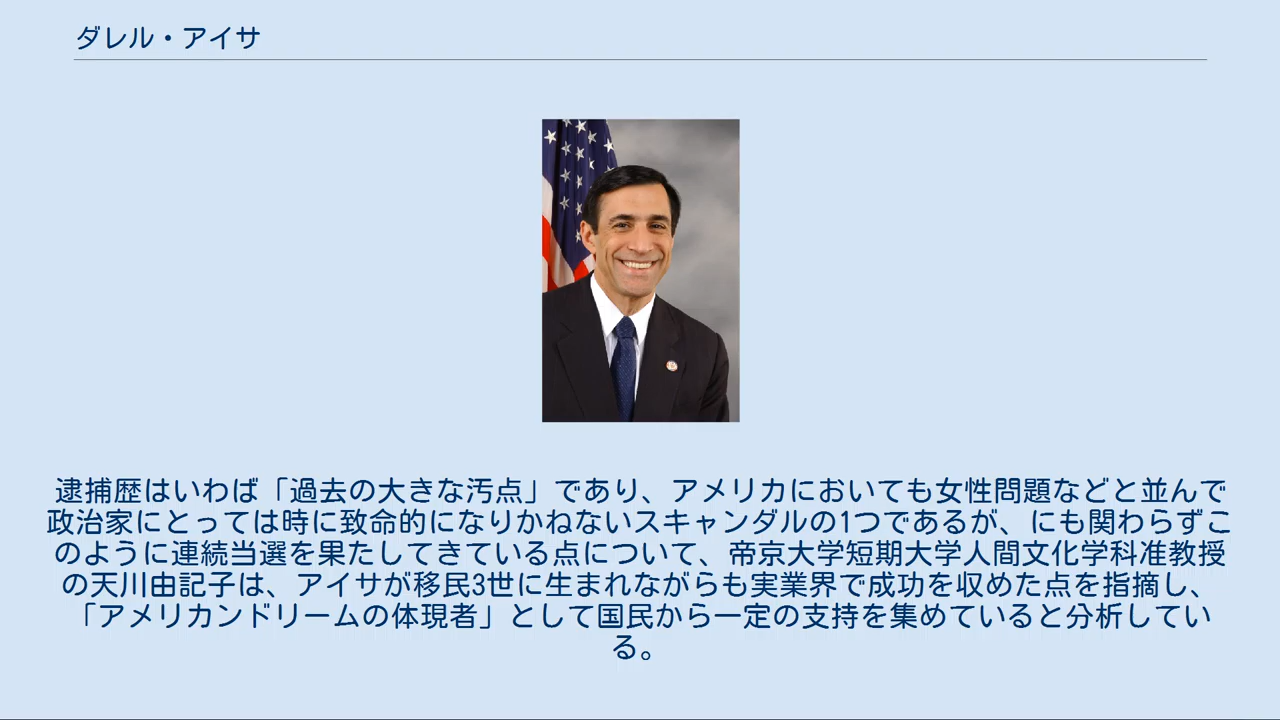 ダレル・アイサ
逮捕歴はいわば「過去の大きな汚点」であり、アメリカにおいても女性問題などと並んで
政治家にとっては時に致命的になりかねないスキャンダルの1つであるが、にも関わらずこ
のように連続当選を果たしてきている点について、帝京大学短期大学人間文化学科准教授
の天川由記子は、アイサが移民3世に生まれながらも実業界で成功を収めた点を指摘し、
「アメリカンドリームの体現者」として国民から一定の支持を集めていると分析してい
る。